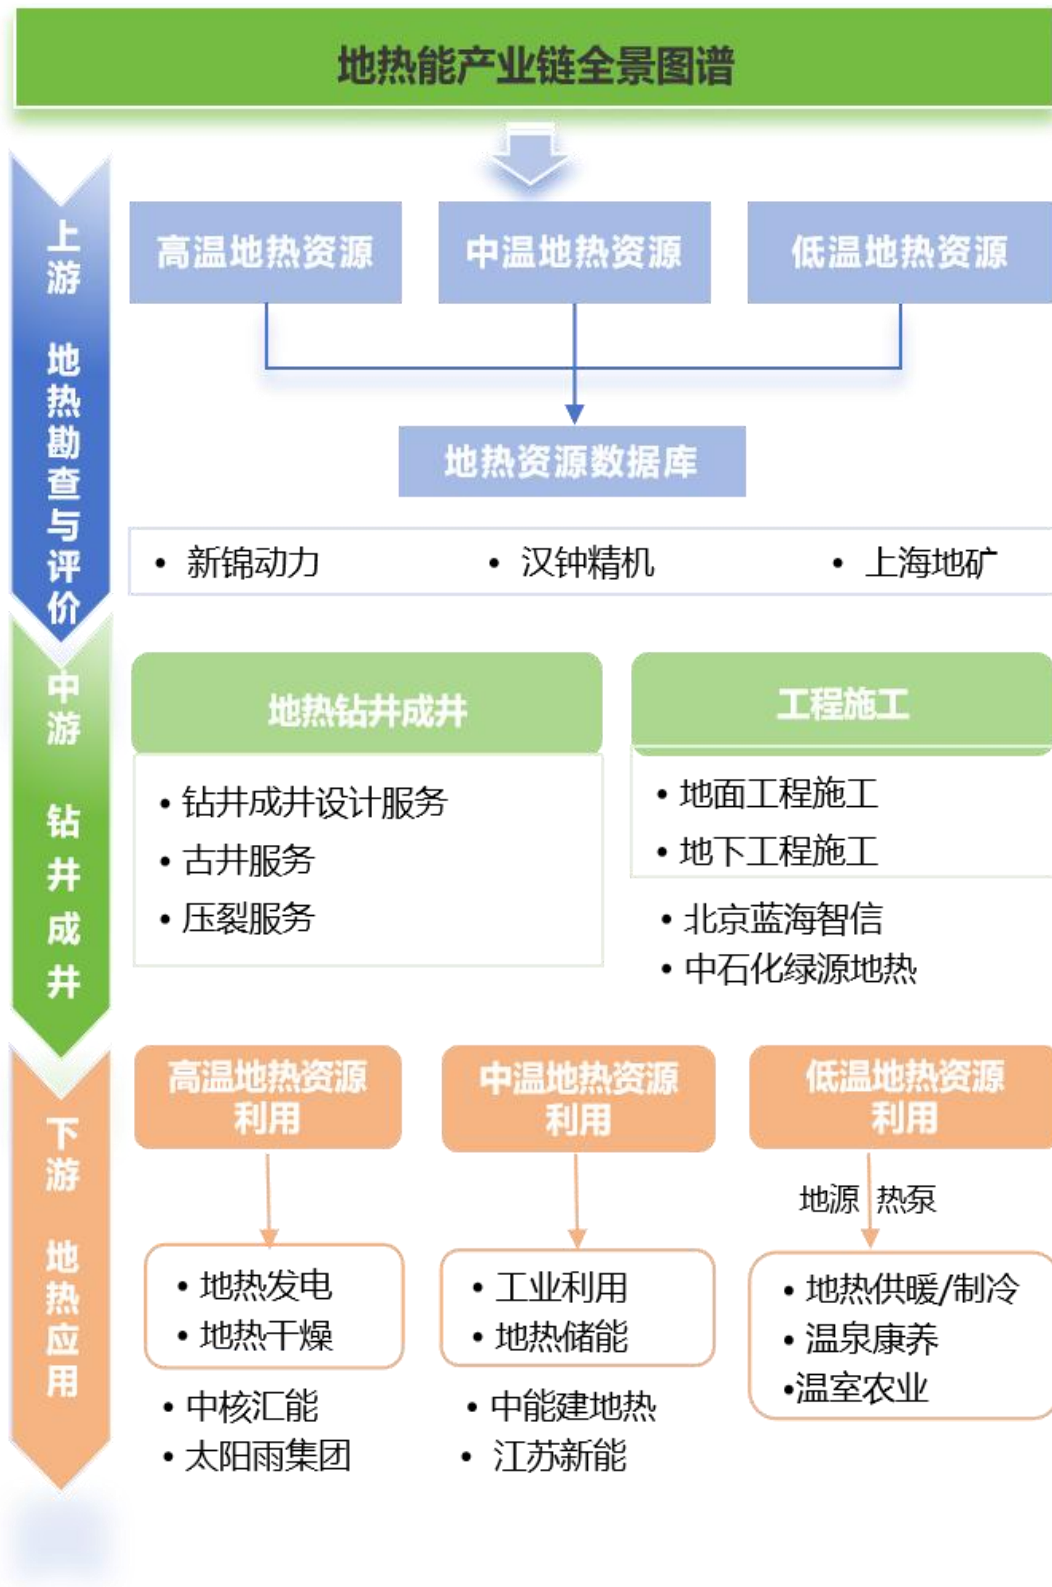 地热能产业链全景图谱
上游 地热勘查与评价
高温地热资源
中温地热资源
低温地热资源
地热资源数据库
• 新锦动力
• 汉钟精机
• 上海地矿
中游 钻井成井
地热钻井成井
• 钻井成井设计服务
• 古井服务
• 压裂服务
工程施工
• 地面工程施工
• 地下工程施工
• 北京蓝海智信
• 中石化绿源地热
下游 地热应用
高温地热资源
利用
• 地热发电
• 地热干燥
• 中核汇能
• 太阳雨集团
中温地热资源
利用
• 工业利用
• 地热储能
• 中能建地热
• 江苏新能
低温地热资源
利用
地源 热泵
• 地热供暖/制冷
• 温泉康养
•温室农业